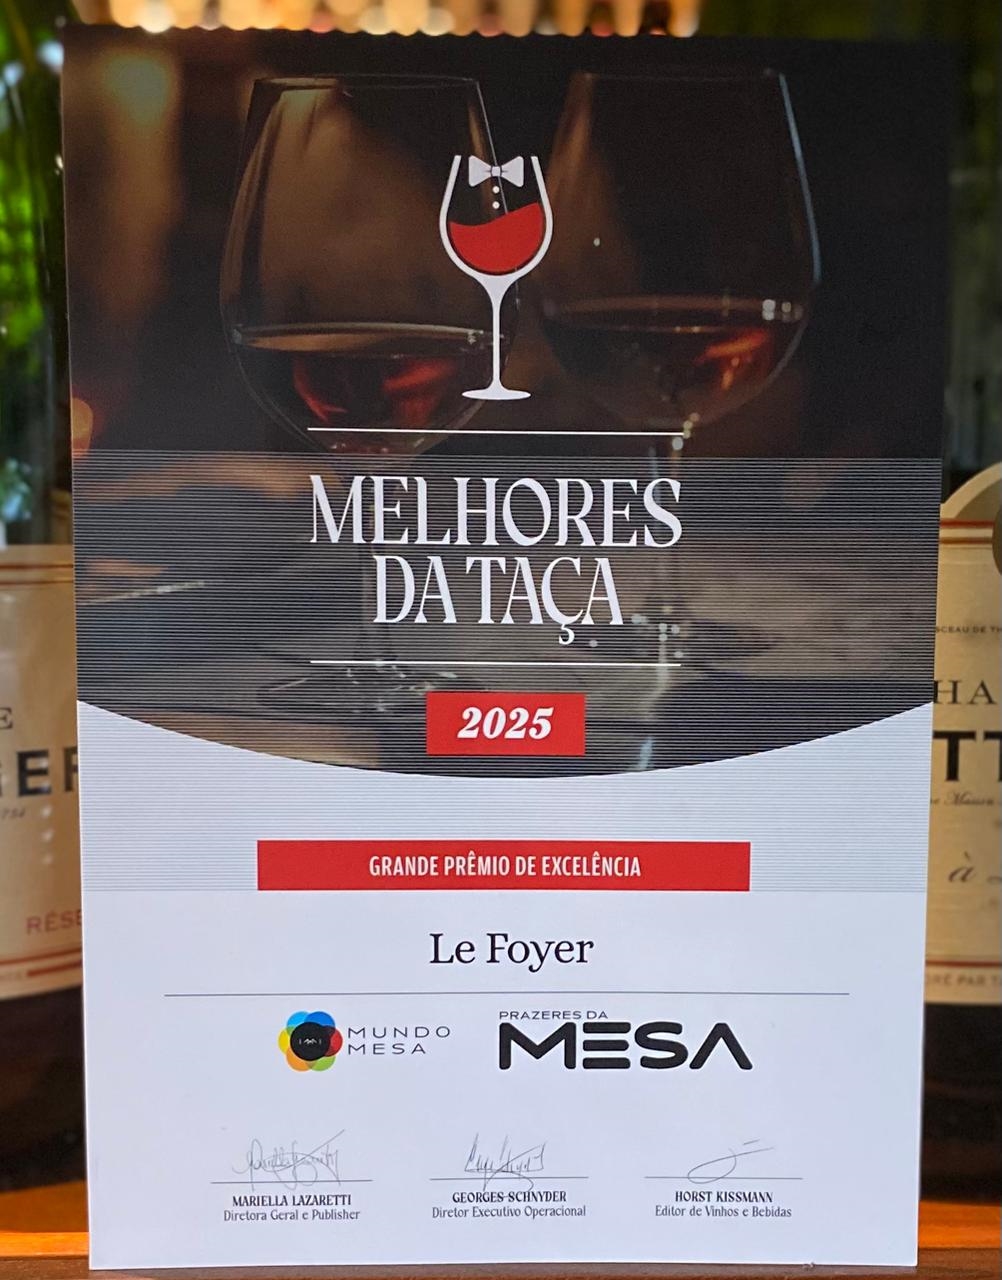 MELHORES
DA TAÇA
2025
GRANDE PRÊMIO DE EXCELÊNCIA
Le Foyer
MUNDO
MESA
PRAZERES DA
MESA
MARIELLA LAZARETTI
Diretora Geral e Publisher
GEORGES SCHNYDER
Diretor Executivo Operacional
HORST KISSMANN
Editor de Vinhos e Bebidas